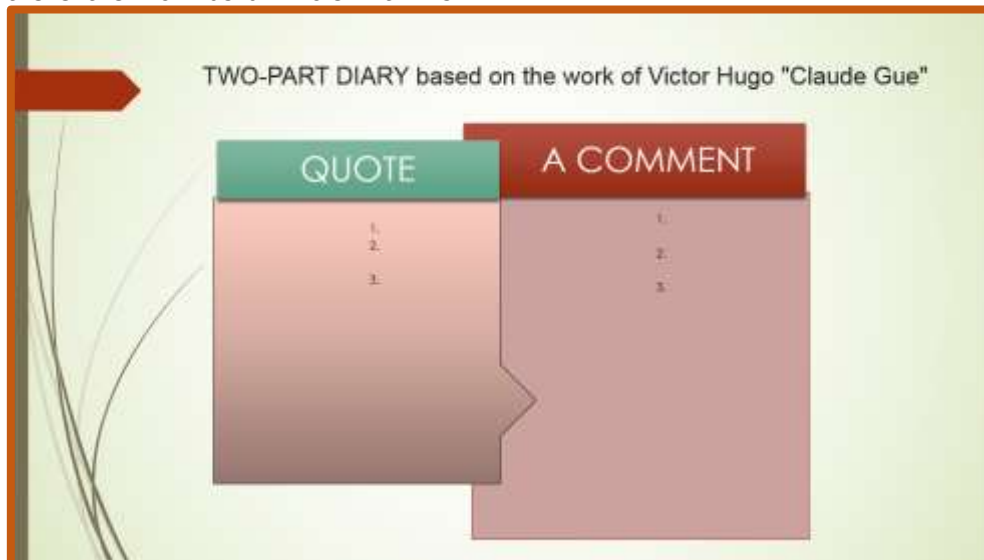 TWO-PART DIARY based on the work of Victor Hugo "Claude Gue"
QUOTE
1.
2.
3.
A COMMENT
1.
2.
3.